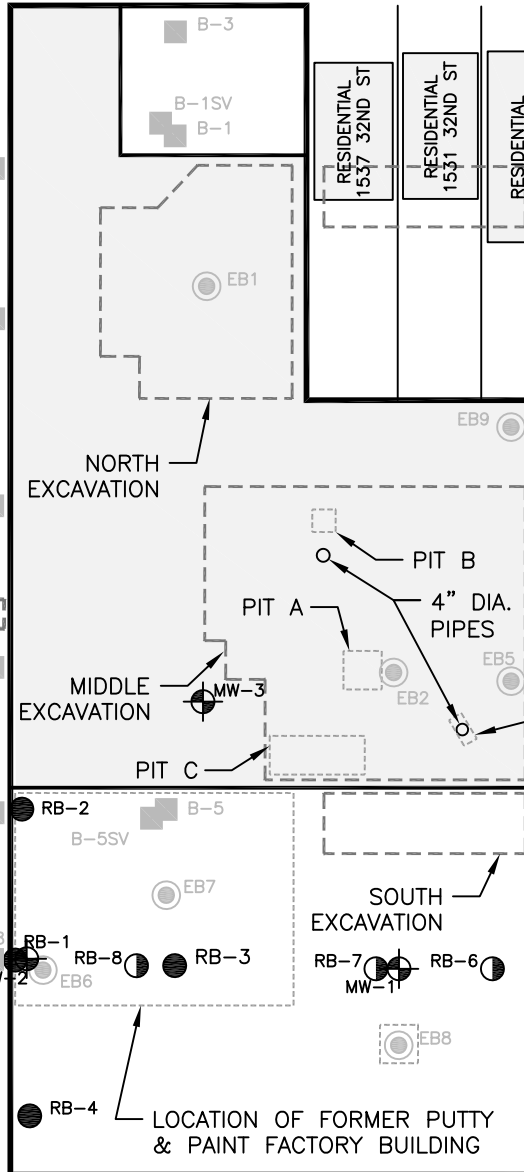 B-3
B-1SV
B-1
RESIDENTIAL
1537 32ND ST
RESIDENTIAL
1531 32ND ST
RESIDENTIAL
EB1
EB9
NORTH
EXCAVATION
PIT B
4" DIA.
PIPES
PIT A
EB2
EB5
MIDDLE
EXCAVATION
MW-3
PIT C
RB-2
B-5
B-5SV
EB7
SOUTH
EXCAVATION
RB-1
RB-8
RB-3
RB-7
RB-6
EB6
MW-1
EB8
RB-4
LOCATION OF FORMER PUTTY
& PAINT FACTORY BUILDING